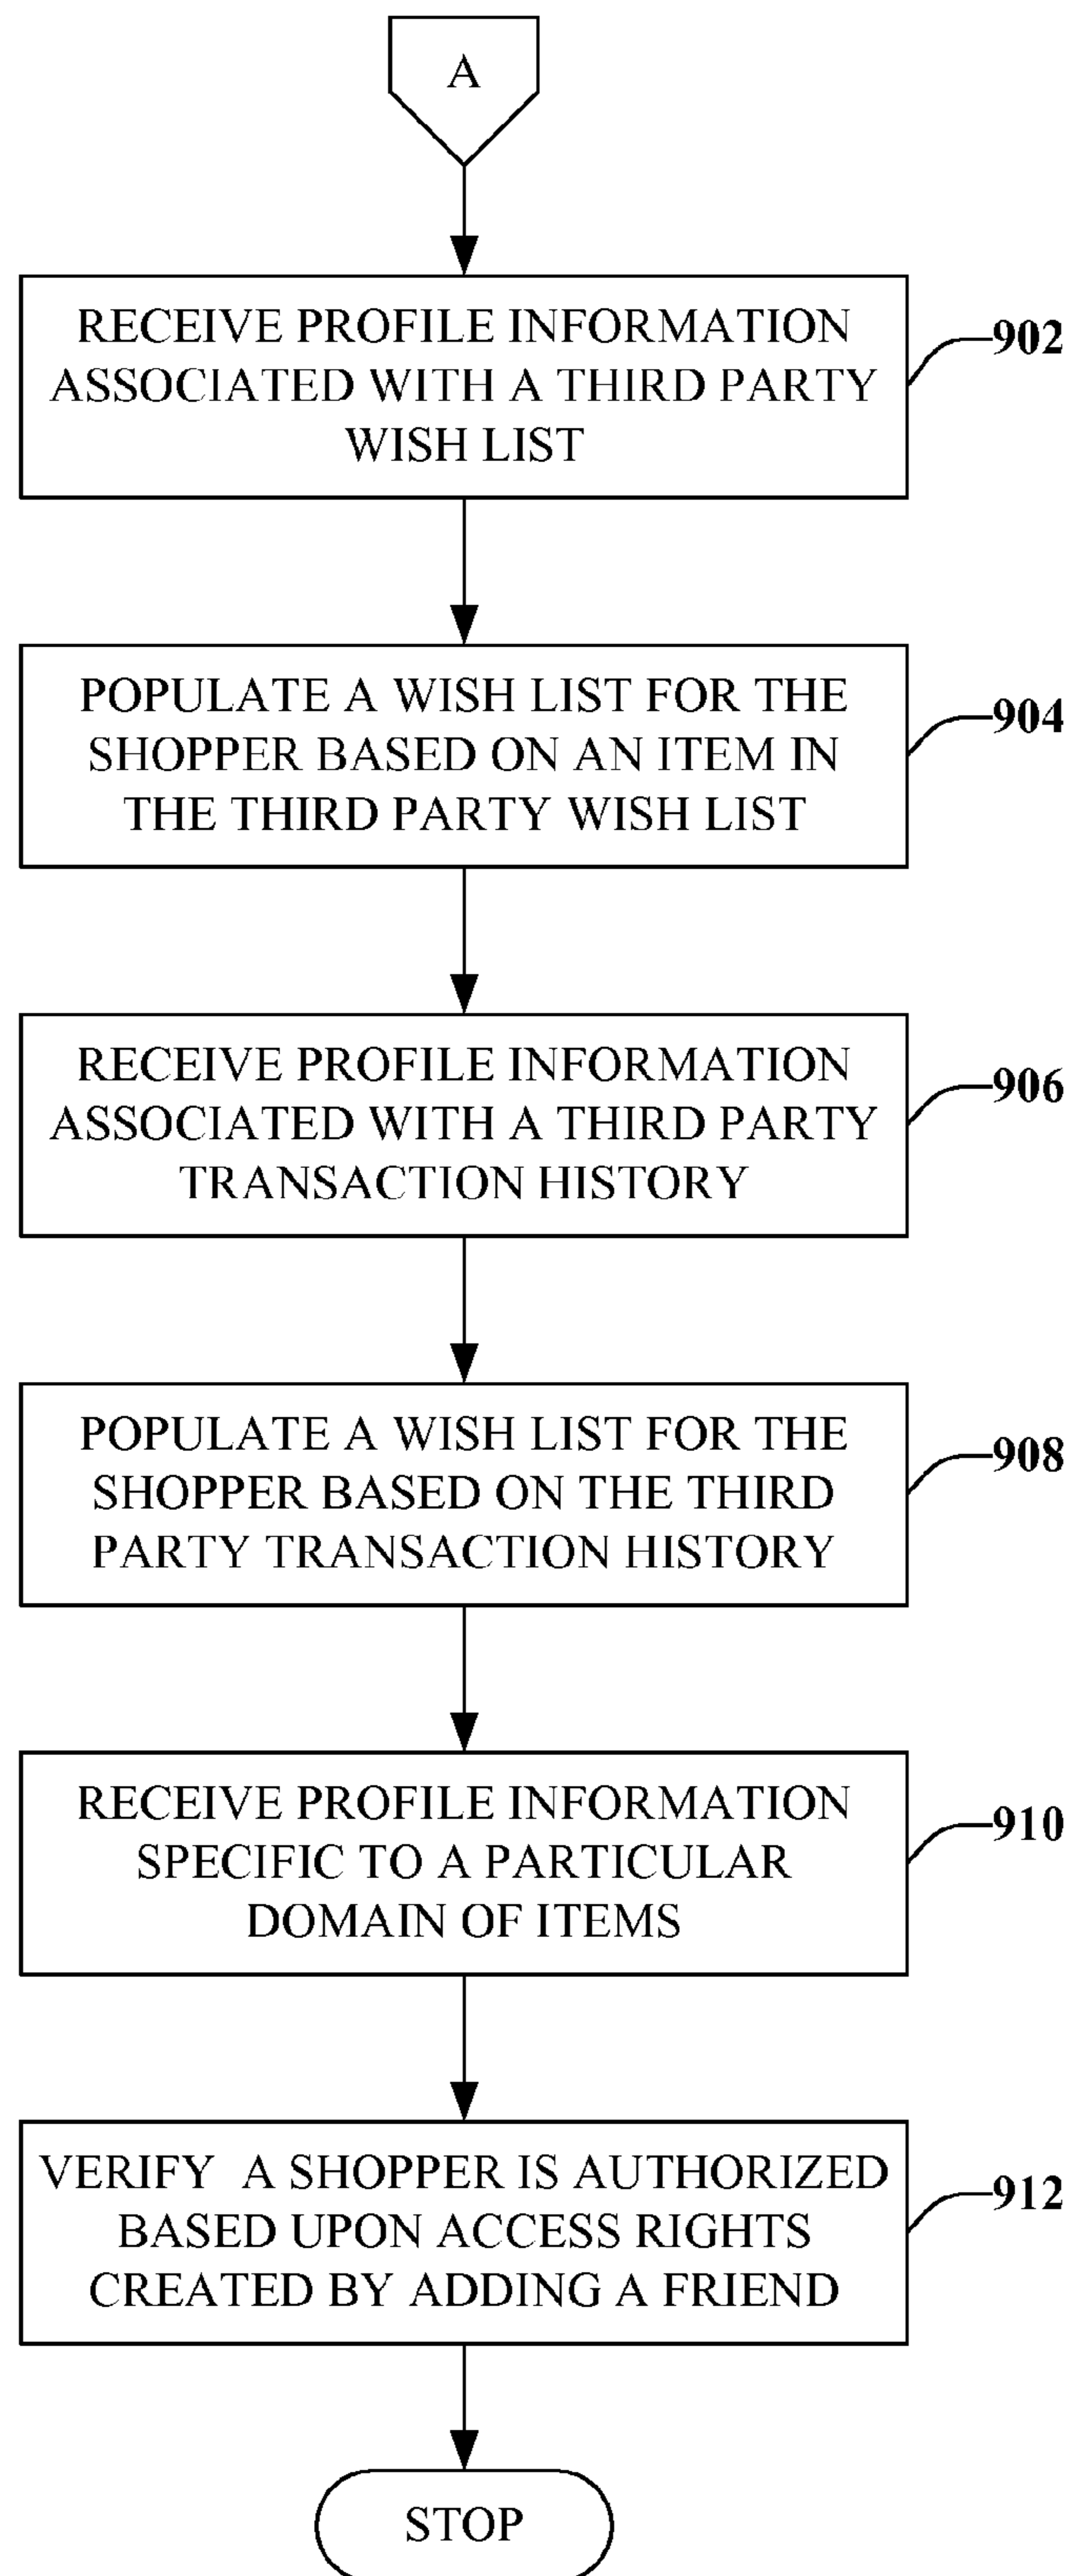 A
RECEIVE PROFILE INFORMATION
ASSOCIATED WITH A THIRD PARTY
WISH LIST
902
POPULATE A WISH LIST FOR THE
SHOPPER BASED ON AN ITEM IN
THE THIRD PARTY WISH LIST
904
RECEIVE PROFILE INFORMATION
ASSOCIATED WITH A THIRD PARTY
TRANSACTION HISTORY
906
POPULATE A WISH LIST FOR THE
SHOPPER BASED ON THE THIRD
PARTY TRANSACTION HISTORY
908
RECEIVE PROFILE INFORMATION
SPECIFIC TO A PARTICULAR
DOMAIN OF ITEMS
910
VERIFY A SHOPPER IS AUTHORIZED
BASED UPON ACCESS RIGHTS
CREATED BY ADDING A FRIEND
912
STOP